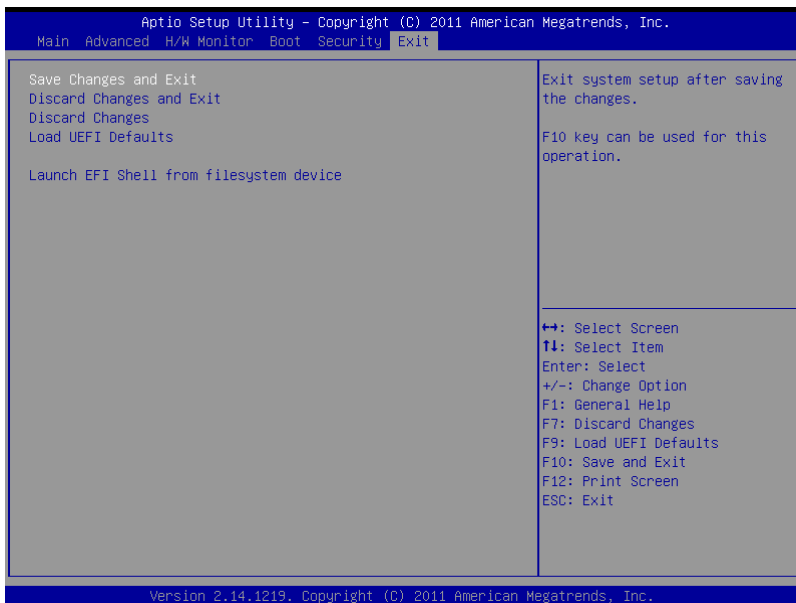 Aptio Setup Utility – Copyright (C) 2011 American Megatrends, Inc.
Main Advanced H/W Monitor Boot Security Exit
Save Changes and Exit
Discard Changes and Exit
Discard Changes
Load UEFI Defaults
Launch EFI Shell from filesystem device
Exit system setup after saving
the changes.
F10 key can be used for this
operation.
↔: Select Screen
↑↓: Select Item
Enter: Select
+/-: Change Option
F1: General Help
F7: Discard Changes
F9: Load UEFI Defaults
F10: Save and Exit
F12: Print Screen
ESC: Exit
Version 2.14.1219. Copyright (C) 2011 American Megatrends, Inc.